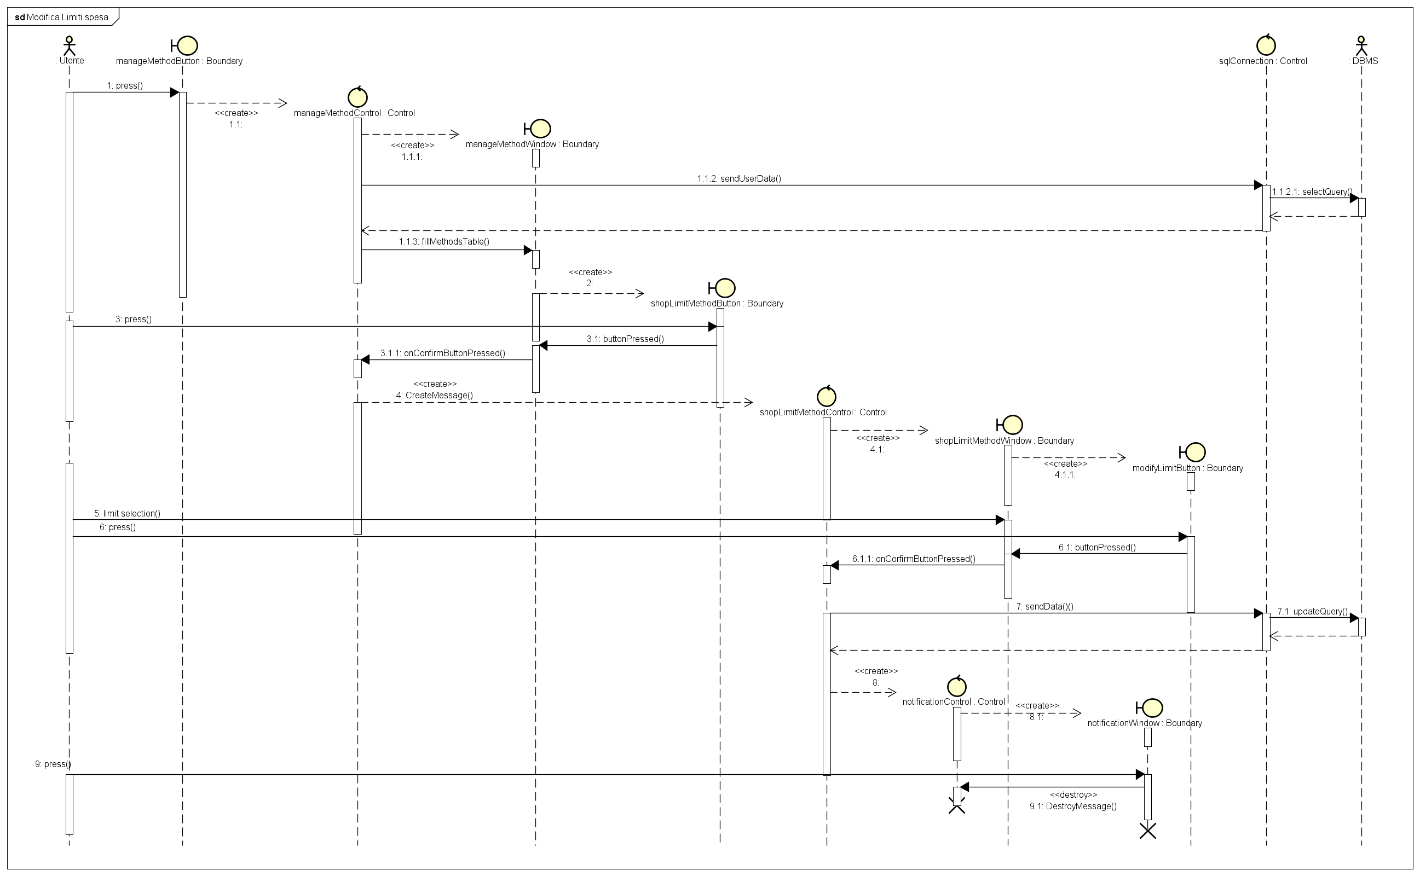 sd Modifica Limiti spesa
: Utente
manageMethodButton : Boundary
sqlConnection : Control
: DBMS
1: press()
<<create>>
1.1:
manageMethodControl : Control
<<create>>
1.1.1:
manageMethodWindow : Boundary
1.1.2: sendUserData()
1.1.2.1: selectQuery()
1.1.3: fillMethodsTable()
<<create>>
2:
shopLimitMethodButton : Boundary
3: press()
3.1: buttonPressed()
3.1.1: onConfirmButtonPressed()
<<create>>
4: CreateMessage()
shopLimitMethodControl : Control
<<create>>
4.1:
shopLimitMethodWindow : Boundary
<<create>>
4.1.1:
modifyLimitButton : Boundary
5: limit selection()
6: press()
6.1: buttonPressed()
6.1.1: onConfirmButtonPressed()
7: sendData()()
7.1: updateQuery()
<<create>>
8:
notificationControl : Control
<<create>>
8.1:
notificationWindow : Boundary
9: press()
<<destroy>>
9.1: DestroyMessage()